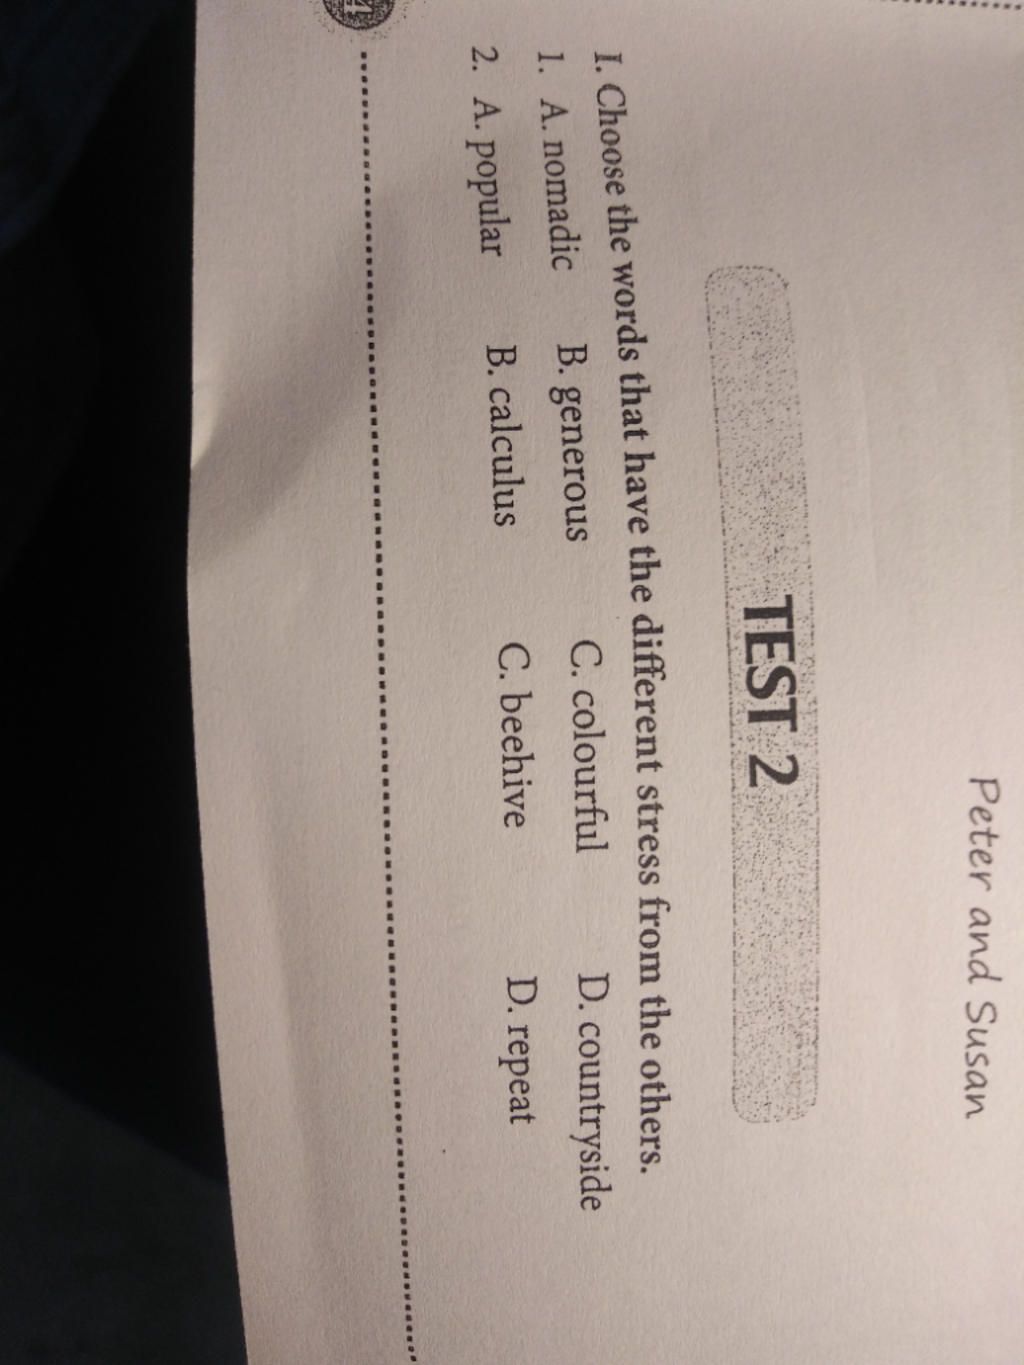 Peter and Susan
TEST 2
I. Choose the words that have the different stress from the others.
1. A. nomadic B. generous C. colourful D. countryside
2. A. popular B. calculus C. beehive D. repeat